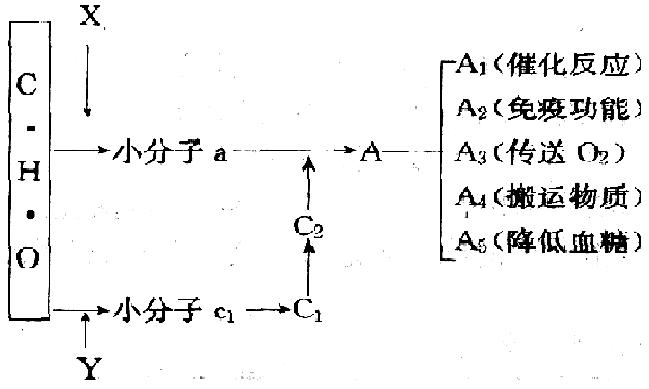 X
C·H·O
小分子 a
A
A₁(催化反应)
A₂(免疫功能)
A₃(传送 O₂)
A₄(搬运物质)
A₅(降低血糖)
C₂
小分子 c₁
C₁
Y